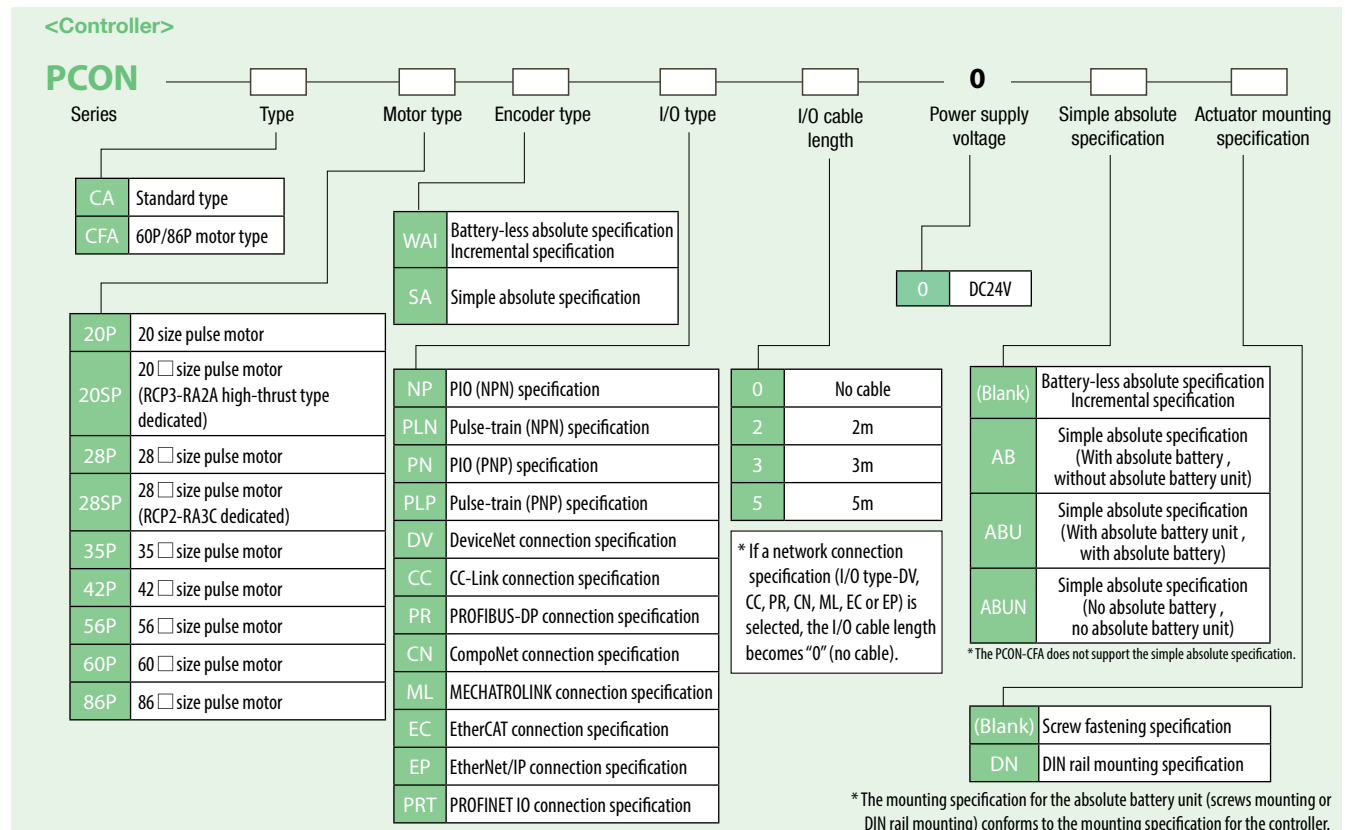 <Controller>
PCON
0
Series
Type
Motor type
Encoder type
I/O type
I/O cable
length
Power supply
voltage
Simple absolute
specification
Actuator mounting
specification
CA Standard type
CFA 60P/86P motor type
20P 20 size pulse motor
20SP 20 □ size pulse motor
(RCP3-RA2A high-thrust type
dedicated)
28P 28 □ size pulse motor
28SP 28 □ size pulse motor
(RCP2-RA3C dedicated)
35P 35 □ size pulse motor
42P 42 □ size pulse motor
56P 56 □ size pulse motor
60P 60 □ size pulse motor
86P 86 □ size pulse motor
WAI Battery-less absolute specification
Incremental specification
SA Simple absolute specification
NP PIO (NPN) specification
PLN Pulse-train (NPN) specification
PN PIO (PNP) specification
PLP Pulse-train (PNP) specification
DV DeviceNet connection specification
CC CC-Link connection specification
PR PROFIBUS-DP connection specification
CN CompoNet connection specification
ML MECHATROLINK connection specification
EC EtherCAT connection specification
EP EtherNet/IP connection specification
PRT PROFINET IO connection specification
0 No cable
2 2m
3 3m
5 5m
* If a network connection
specification (I/O type-DV,
CC, PR, CN, ML, EC or EP) is
selected, the I/O cable length
becomes “0” (no cable).
0 DC24V
(Blank) Battery-less absolute specification
Incremental specification
AB Simple absolute specification
(With absolute battery ,
without absolute battery unit)
ABU Simple absolute specification
(With absolute battery unit ,
with absolute battery)
ABUN Simple absolute specification
(No absolute battery ,
no absolute battery unit)
* The PCON-CFA does not support the simple absolute specification.
(Blank) Screw fastening specification
DN DIN rail mounting specification
* The mounting specification for the absolute battery unit (screws mounting or
DIN rail mounting) conforms to the mounting specification for the controller.